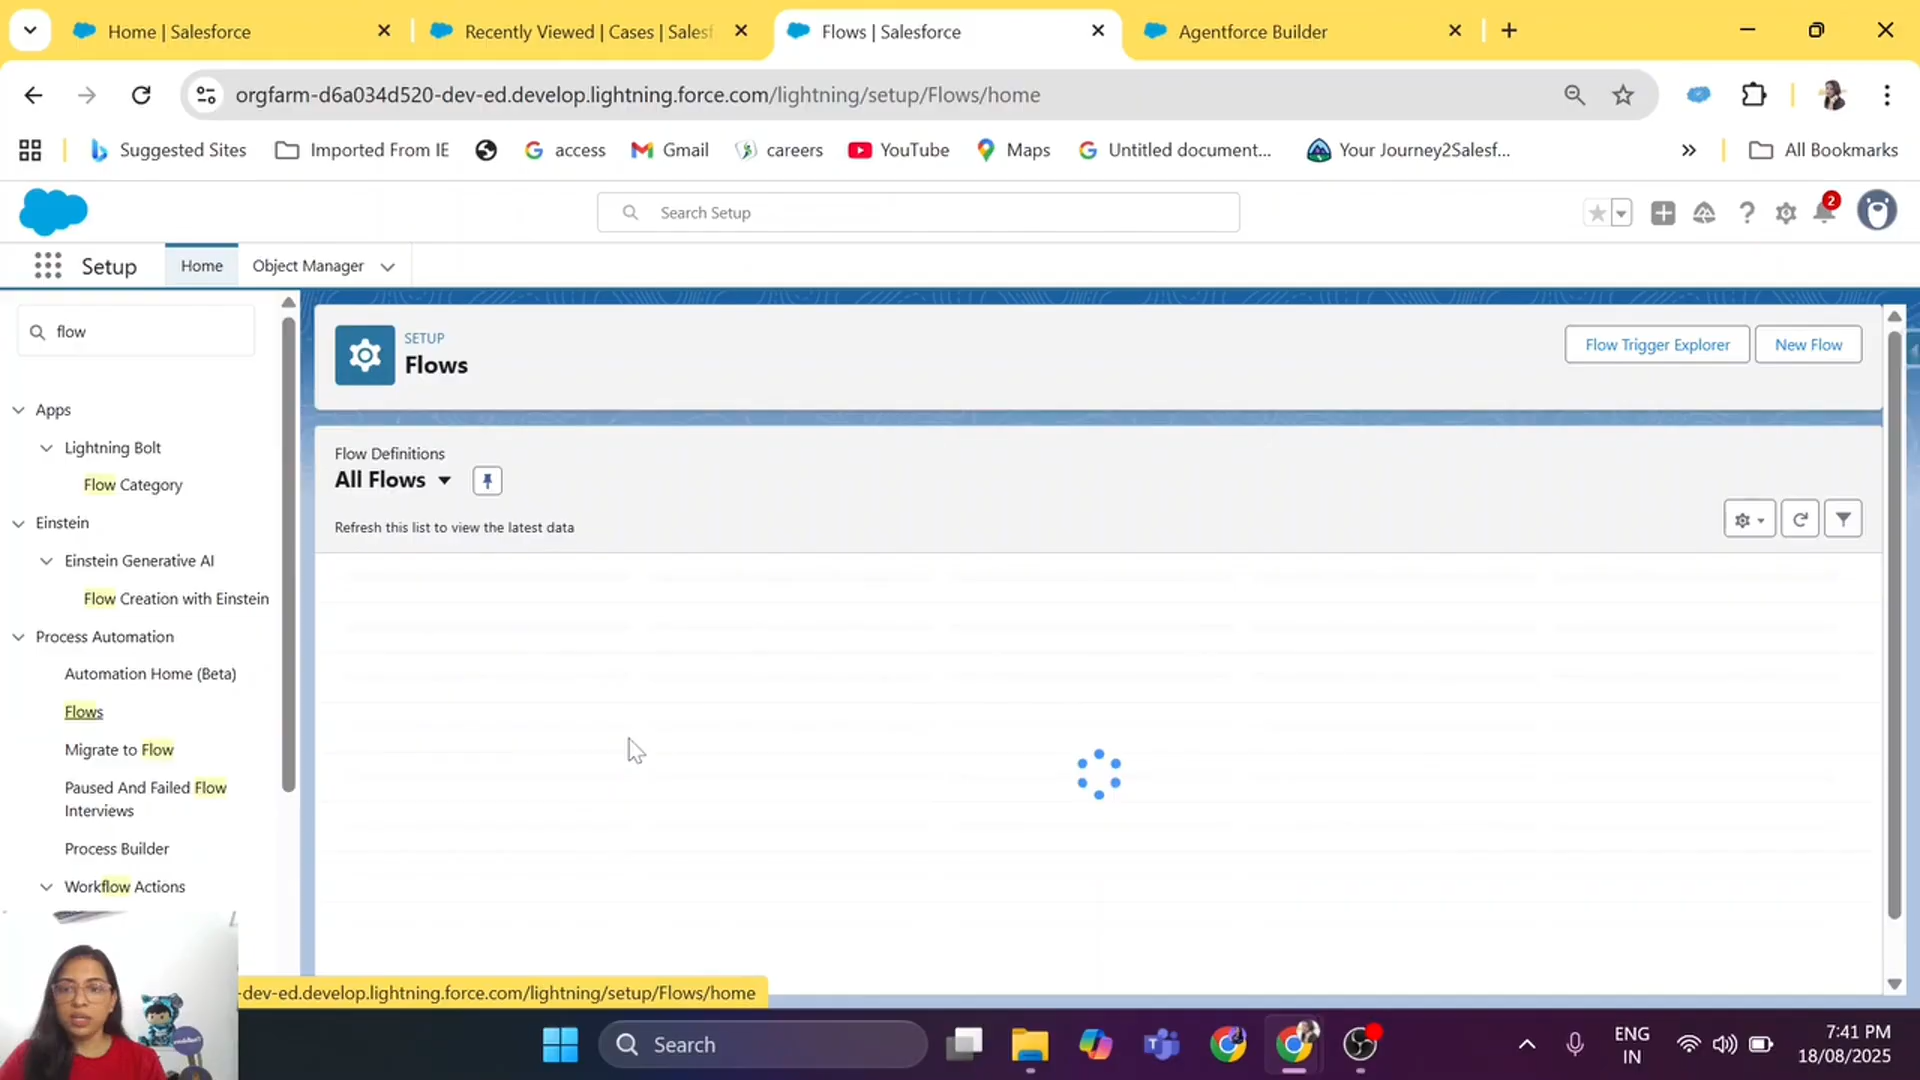 Home | Salesforce
Recently Viewed | Cases | Salesf
Flows | Salesforce
Agentforce Builder
orgfarm-d6a034d520-dev-ed.develop.lightning.force.com/lightning/setup/Flows/home
Suggested Sites
Imported From IE
access
Gmail
careers
YouTube
Maps
Untitled document...
Your Journey2Salesf...
All Bookmarks
Search Setup
2
Setup
Home
Object Manager
flow
Apps
Lightning Bolt
Flow Category
Einstein
Einstein Generative AI
Flow Creation with Einstein
Process Automation
Automation Home (Beta)
Flows
Migrate to Flow
Paused And Failed Flow
Interviews
Process Builder
Workflow Actions
SETUP
Flows
Flow Trigger Explorer
New Flow
Flow Definitions
All Flows
Refresh this list to view the latest data
-dev-ed.develop.lightning.force.com/lightning/setup/Flows/home
Search
ENG
IN
7:41 PM
18/08/2025